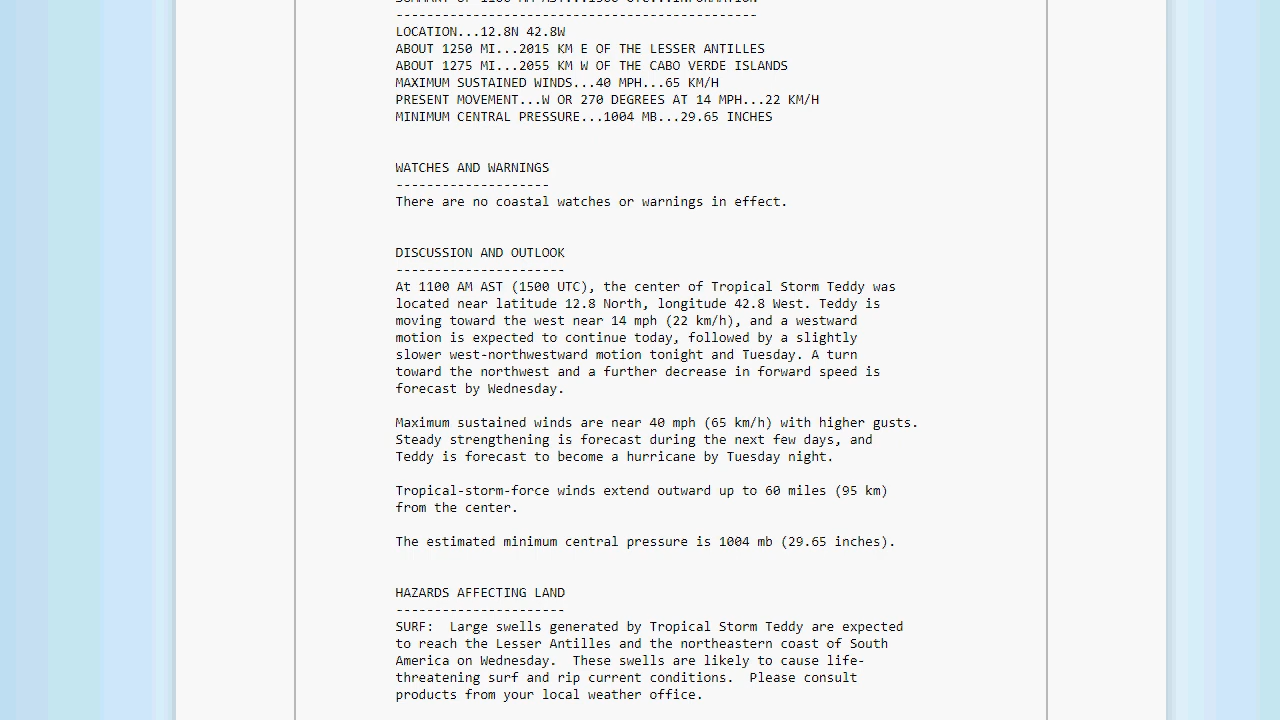 SUMMARY OF 1100 AM AST...1500 UTC...INFORMATION
-----------------------------------------------
LOCATION...12.8N 42.8W
ABOUT 1250 MI...2015 KM E OF THE LESSER ANTILLES
ABOUT 1275 MI...2055 KM W OF THE CABO VERDE ISLANDS
MAXIMUM SUSTAINED WINDS...40 MPH...65 KM/H
PRESENT MOVEMENT...W OR 270 DEGREES AT 14 MPH...22 KM/H
MINIMUM CENTRAL PRESSURE...1004 MB...29.65 INCHES
WATCHES AND WARNINGS
--------------------
There are no coastal watches or warnings in effect.
DISCUSSION AND OUTLOOK
----------------------
At 1100 AM AST (1500 UTC), the center of Tropical Storm Teddy was
located near latitude 12.8 North, longitude 42.8 West. Teddy is
moving toward the west near 14 mph (22 km/h), and a westward
motion is expected to continue today, followed by a slightly
slower west-northwestward motion tonight and Tuesday. A turn
toward the northwest and a further decrease in forward speed is
forecast by Wednesday.
Maximum sustained winds are near 40 mph (65 km/h) with higher gusts.
Steady strengthening is forecast during the next few days, and
Teddy is forecast to become a hurricane by Tuesday night.
Tropical-storm-force winds extend outward up to 60 miles (95 km)
from the center.
The estimated minimum central pressure is 1004 mb (29.65 inches).
HAZARDS AFFECTING LAND
----------------------
SURF:  Large swells generated by Tropical Storm Teddy are expected
to reach the Lesser Antilles and the northeastern coast of South
America on Wednesday.  These swells are likely to cause life-
threatening surf and rip current conditions.  Please consult
products from your local weather office.